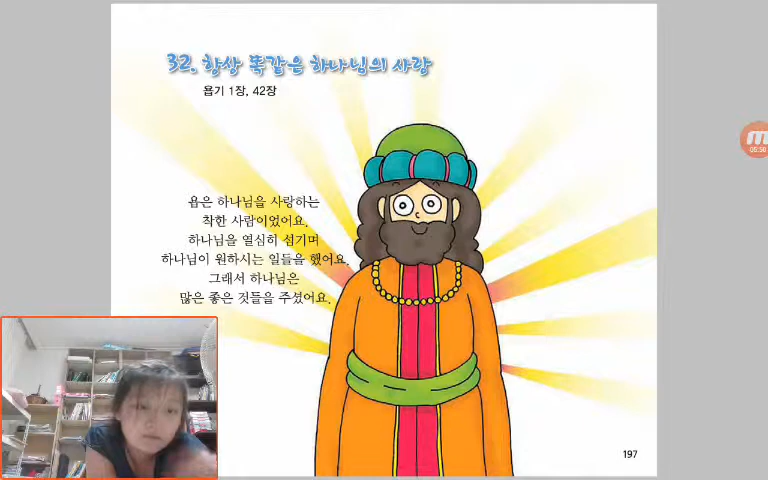 32. 항상 똑같은 하나님의 사랑
욥기 1장, 42장
욥은 하나님을 사랑하는
착한 사람이었어요.
하나님을 열심히 섬기며
하나님이 원하시는 일들을 했어요.
그래서 하나님은
많은 좋은 것들을 주셨어요.
197